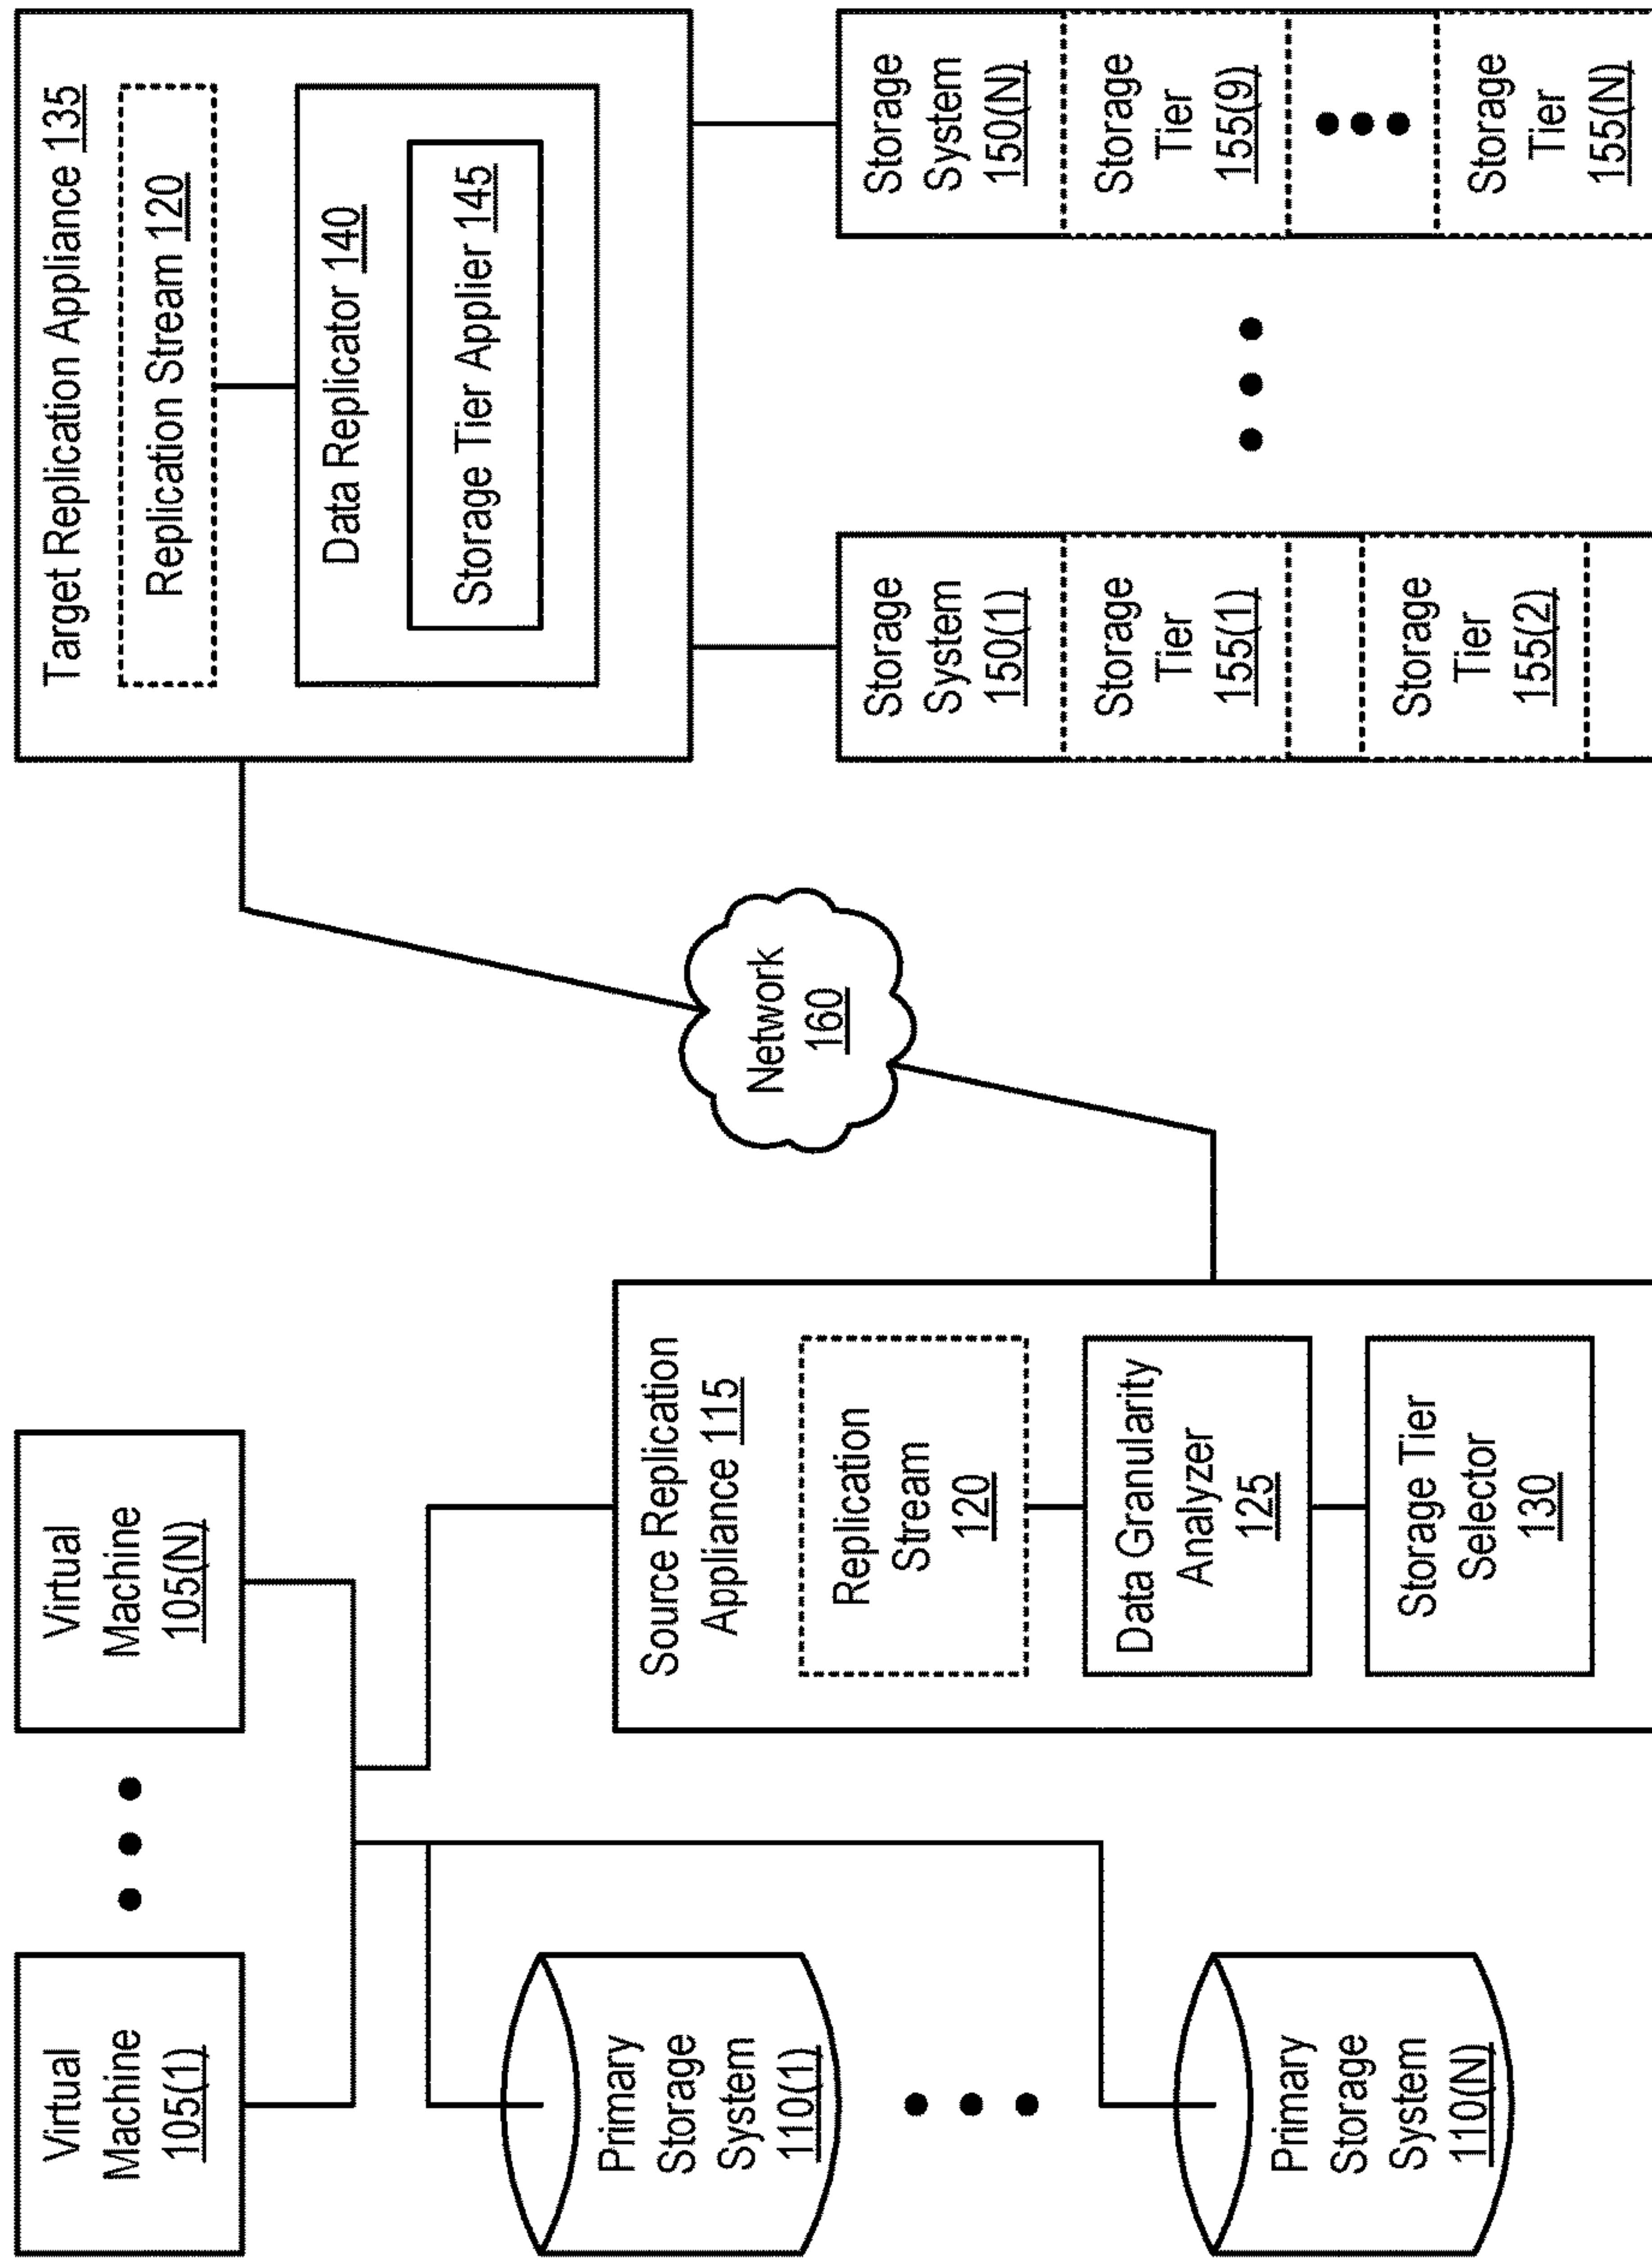 Virtual
Machine
105(1)
Virtual
Machine
105(N)
Primary
Storage
System
110(1)
Primary
Storage
System
110(N)
Source Replication
Appliance 115
Replication
Stream
120
Data Granularity
Analyzer
125
Storage Tier
Selector
130
Network
160
Target Replication Appliance 135
Replication Stream 120
Data Replicator 140
Storage Tier Applier 145
Storage
System
150(1)
Storage
Tier
155(1)
Storage
Tier
155(2)
Storage
System
150(N)
Storage
Tier
155(9)
Storage
Tier
155(N)